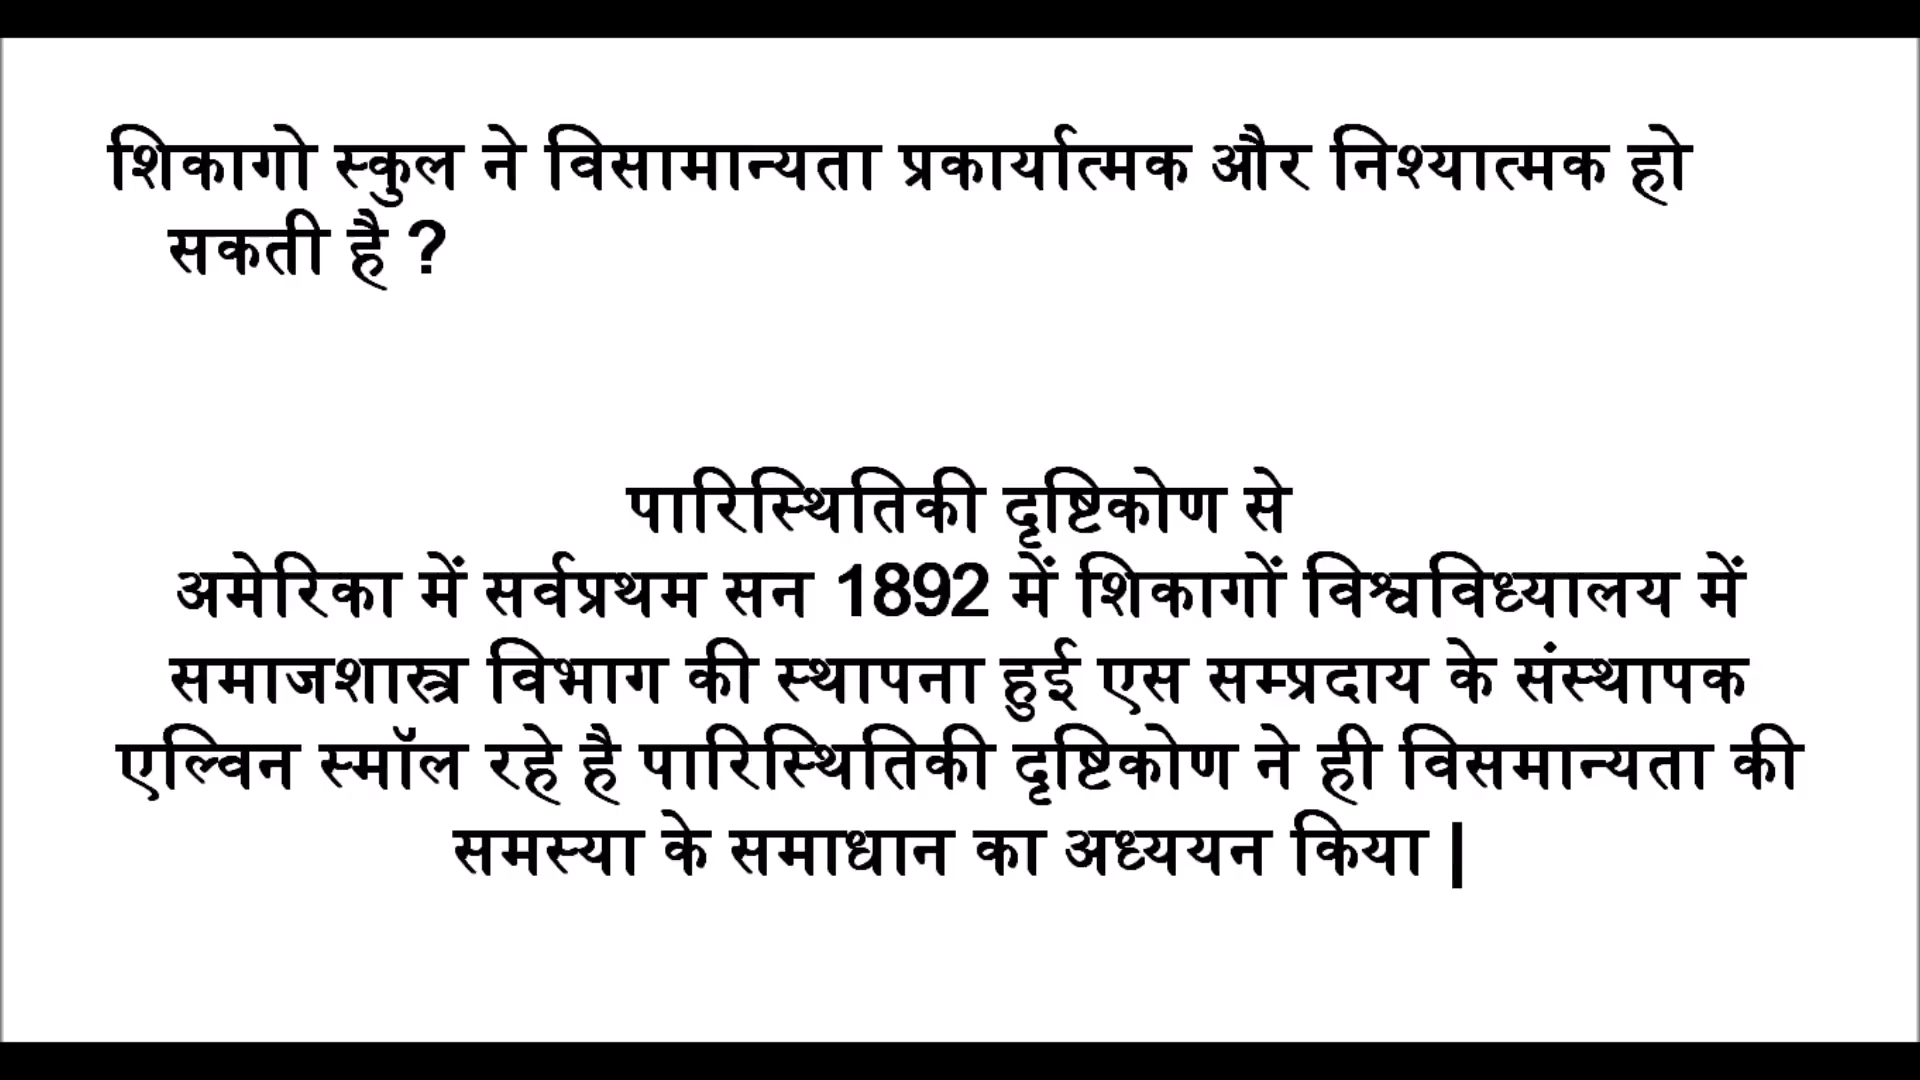 शिकागो स्कुल ने विसामान्यता प्रकार्यात्मक और निश्यात्मक हो
सकती है ?
पारिस्थितिकी दृष्टिकोण से
अमेरिका में सर्वप्रथम सन 1892 में शिकागों विश्वविध्यालय में
समाजशास्त्र विभाग की स्थापना हुई एस सम्प्रदाय के संस्थापक
एल्विन स्मॉल रहे है पारिस्थितिकी दृष्टिकोण ने ही विसमान्यता की
समस्या के समाधान का अध्ययन किया |